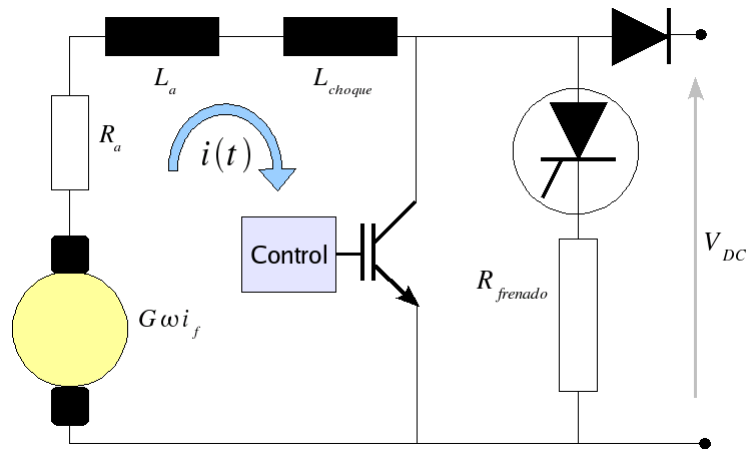 L_a
L_choque
R_a
i(t)
Control
R_frenado
V_DC
Gωi_f